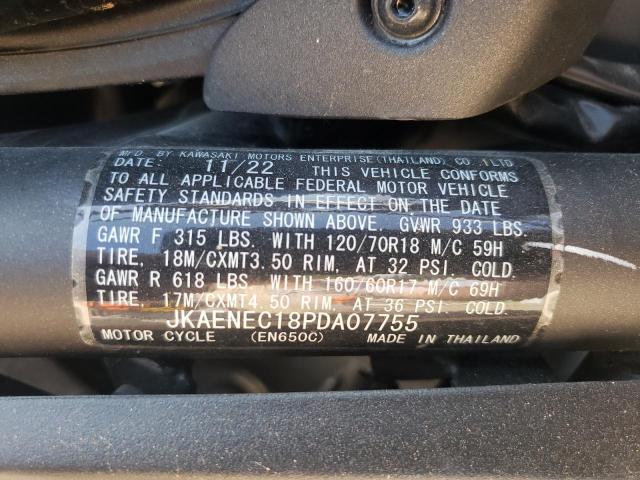 MFD BY KAWASAKI MOTORS ENTERPRISE(THAILAND) CO.,LTD
DATE: 11/22 THIS VEHICLE CONFORMS
TO ALL APPLICABLE FEDERAL MOTOR VEHICLE
SAFETY STANDARDS IN EFFECT ON THE DATE
OF MANUFACTURE SHOWN ABOVE. GVWR 933 LBS.
GAWR F 315 LBS. WITH 120/70R18 M/C 59H
TIRE, 18M/CXMT3.50 RIM. AT 32 PSI. COLD.
GAWR R 618 LBS. WITH 160/60R17 M/C 69H
TIRE, 17M/CXMT4.50 RIM. AT 36 PSI. COLD.
JKAENEC18PDA07755
MOTOR CYCLE (EN650C) MADE IN THAILAND